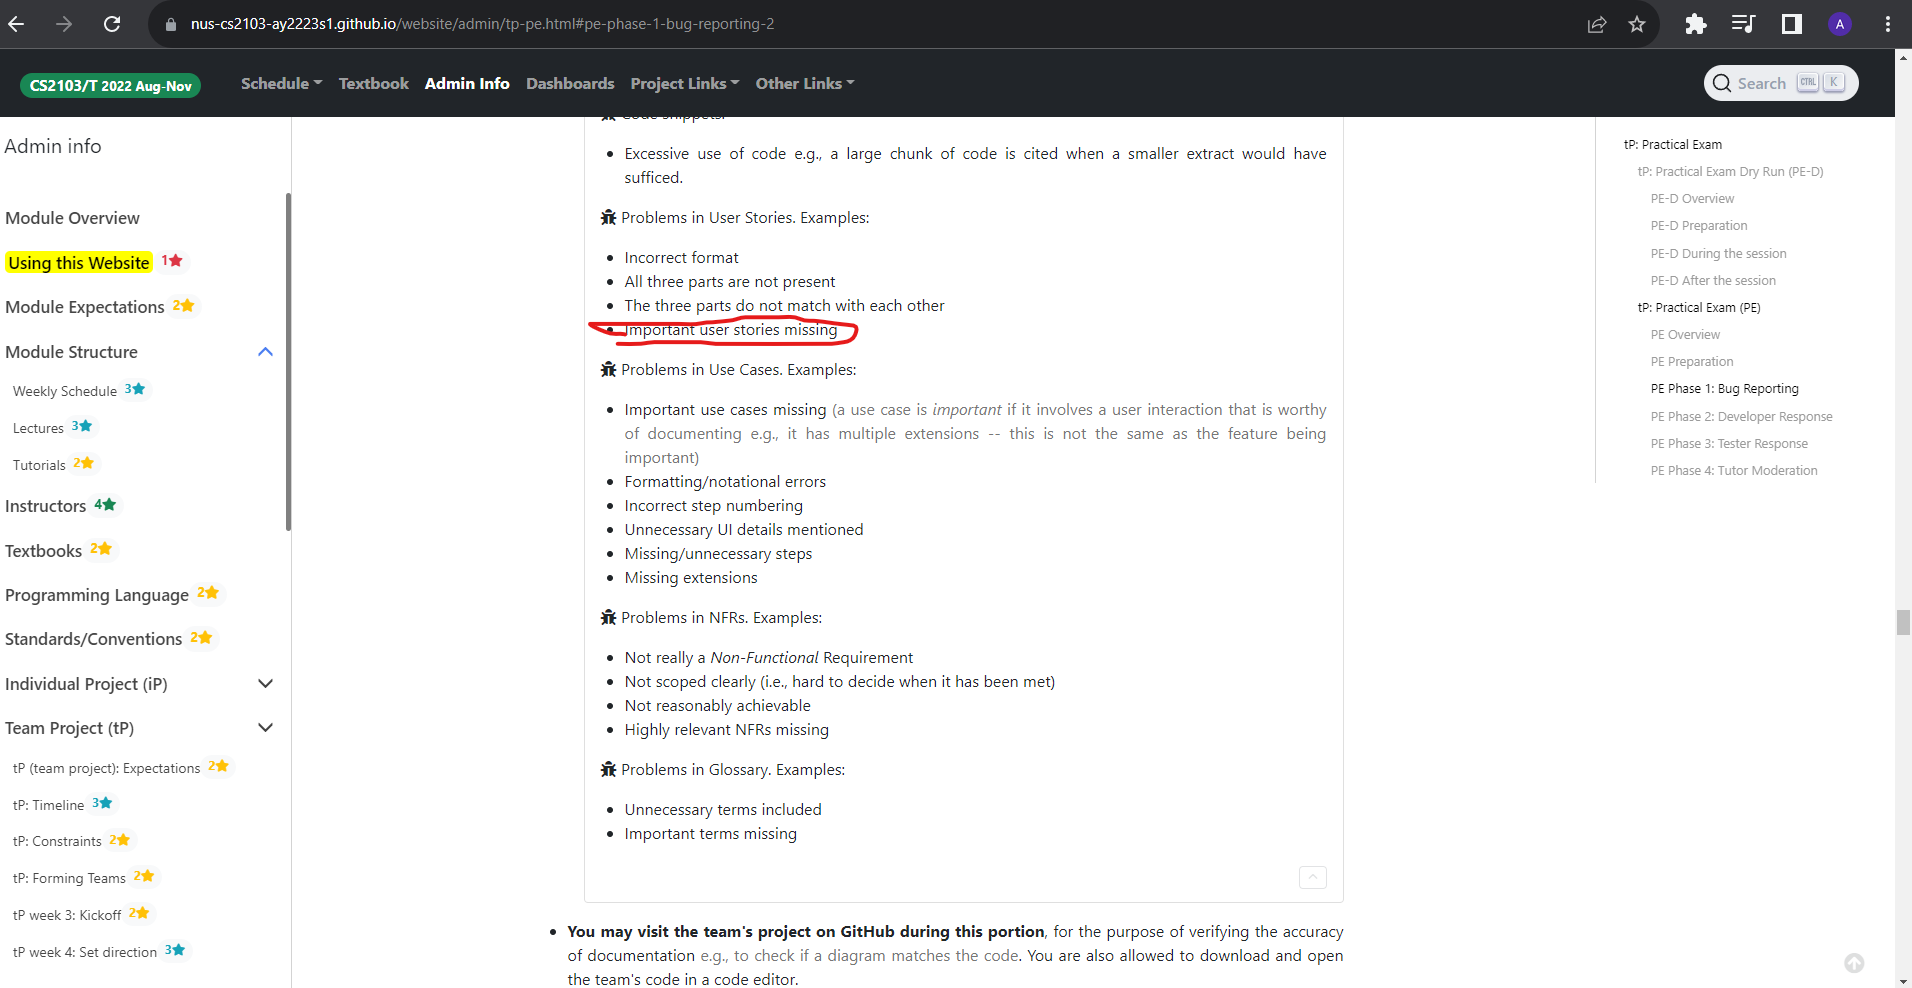 nus-cs2103-ay2223s1.github.io/website/admin/tp-pe.html#pe-phase-1-bug-reporting-2
A
CS2103/T 2022 Aug-Nov
Schedule Textbook Admin Info Dashboards Project Links Other Links
Search CTRL K
Admin info
Module Overview
Using this Website 1
Module Expectations 2
Module Structure
Weekly Schedule 3
Lectures 3
Tutorials 2
Instructors 4
Textbooks 2
Programming Language 2
Standards/Conventions 2
Individual Project (iP)
Team Project (tP)
tP (team project): Expectations 2
tP: Timeline 3
tP: Constraints 2
tP: Forming Teams 2
tP week 3: Kickoff 2
tP week 4: Set direction 3
Code snippets:
Excessive use of code e.g., a large chunk of code is cited when a smaller extract would have
sufficed.
Problems in User Stories. Examples:
Incorrect format
All three parts are not present
The three parts do not match with each other
Important user stories missing
Problems in Use Cases. Examples:
Important use cases missing (a use case is important if it involves a user interaction that is worthy
of documenting e.g., it has multiple extensions -- this is not the same as the feature being
important)
Formatting/notational errors
Incorrect step numbering
Unnecessary UI details mentioned
Missing/unnecessary steps
Missing extensions
Problems in NFRs. Examples:
Not really a Non-Functional Requirement
Not scoped clearly (i.e., hard to decide when it has been met)
Not reasonably achievable
Highly relevant NFRs missing
Problems in Glossary. Examples:
Unnecessary terms included
Important terms missing
You may visit the team's project on GitHub during this portion, for the purpose of verifying the accuracy
of documentation e.g., to check if a diagram matches the code. You are also allowed to download and open
the team's code in a code editor.
tP: Practical Exam
tP: Practical Exam Dry Run (PE-D)
PE-D Overview
PE-D Preparation
PE-D During the session
PE-D After the session
tP: Practical Exam (PE)
PE Overview
PE Preparation
PE Phase 1: Bug Reporting
PE Phase 2: Developer Response
PE Phase 3: Tester Response
PE Phase 4: Tutor Moderation